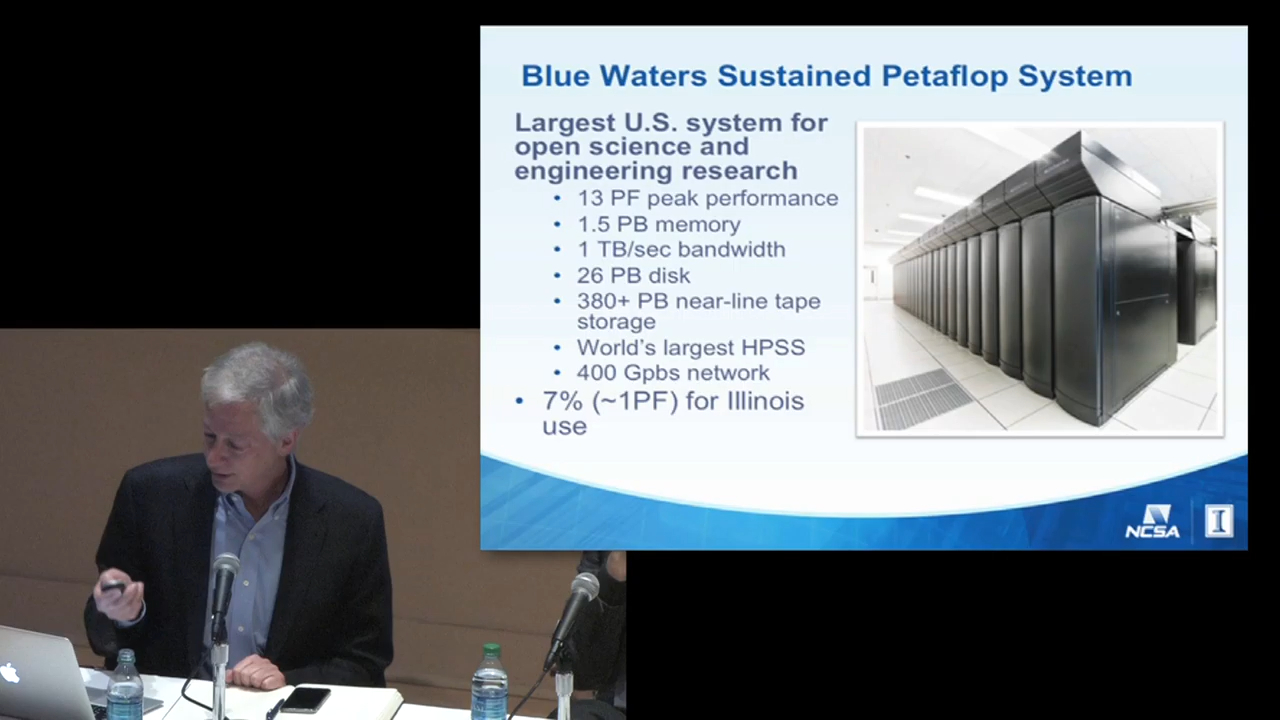 Blue Waters Sustained Petaflop System
Largest U.S. system for
open science and
engineering research
• 13 PF peak performance
• 1.5 PB memory
• 1 TB/sec bandwidth
• 26 PB disk
• 380+ PB near-line tape
storage
• World's largest HPSS
• 400 Gpbs network
• 7% (~1PF) for Illinois
use
NCSA
I